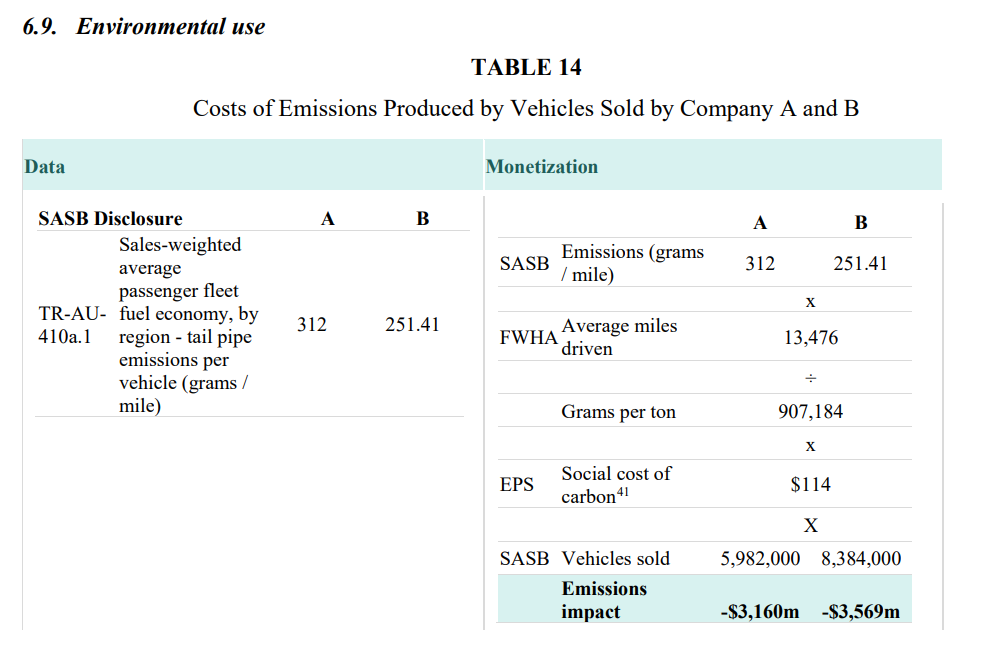 6.9. Environmental use
TABLE 14
Costs of Emissions Produced by Vehicles Sold by Company A and B
Data
SASB Disclosure A B
TR-AU-
410a.1
Sales-weighted
average
passenger fleet
fuel economy, by
region - tail pipe
emissions per
vehicle (grams /
mile)
312 251.41
Monetization
A B
SASB
Emissions (grams
/ mile)
312 251.41
x
FWHA
Average miles
driven
13,476
÷
Grams per ton 907,184
x
EPS
Social cost of
carbon41
$114
X
SASB Vehicles sold 5,982,000 8,384,000
Emissions
impact -$3,160m -$3,569m